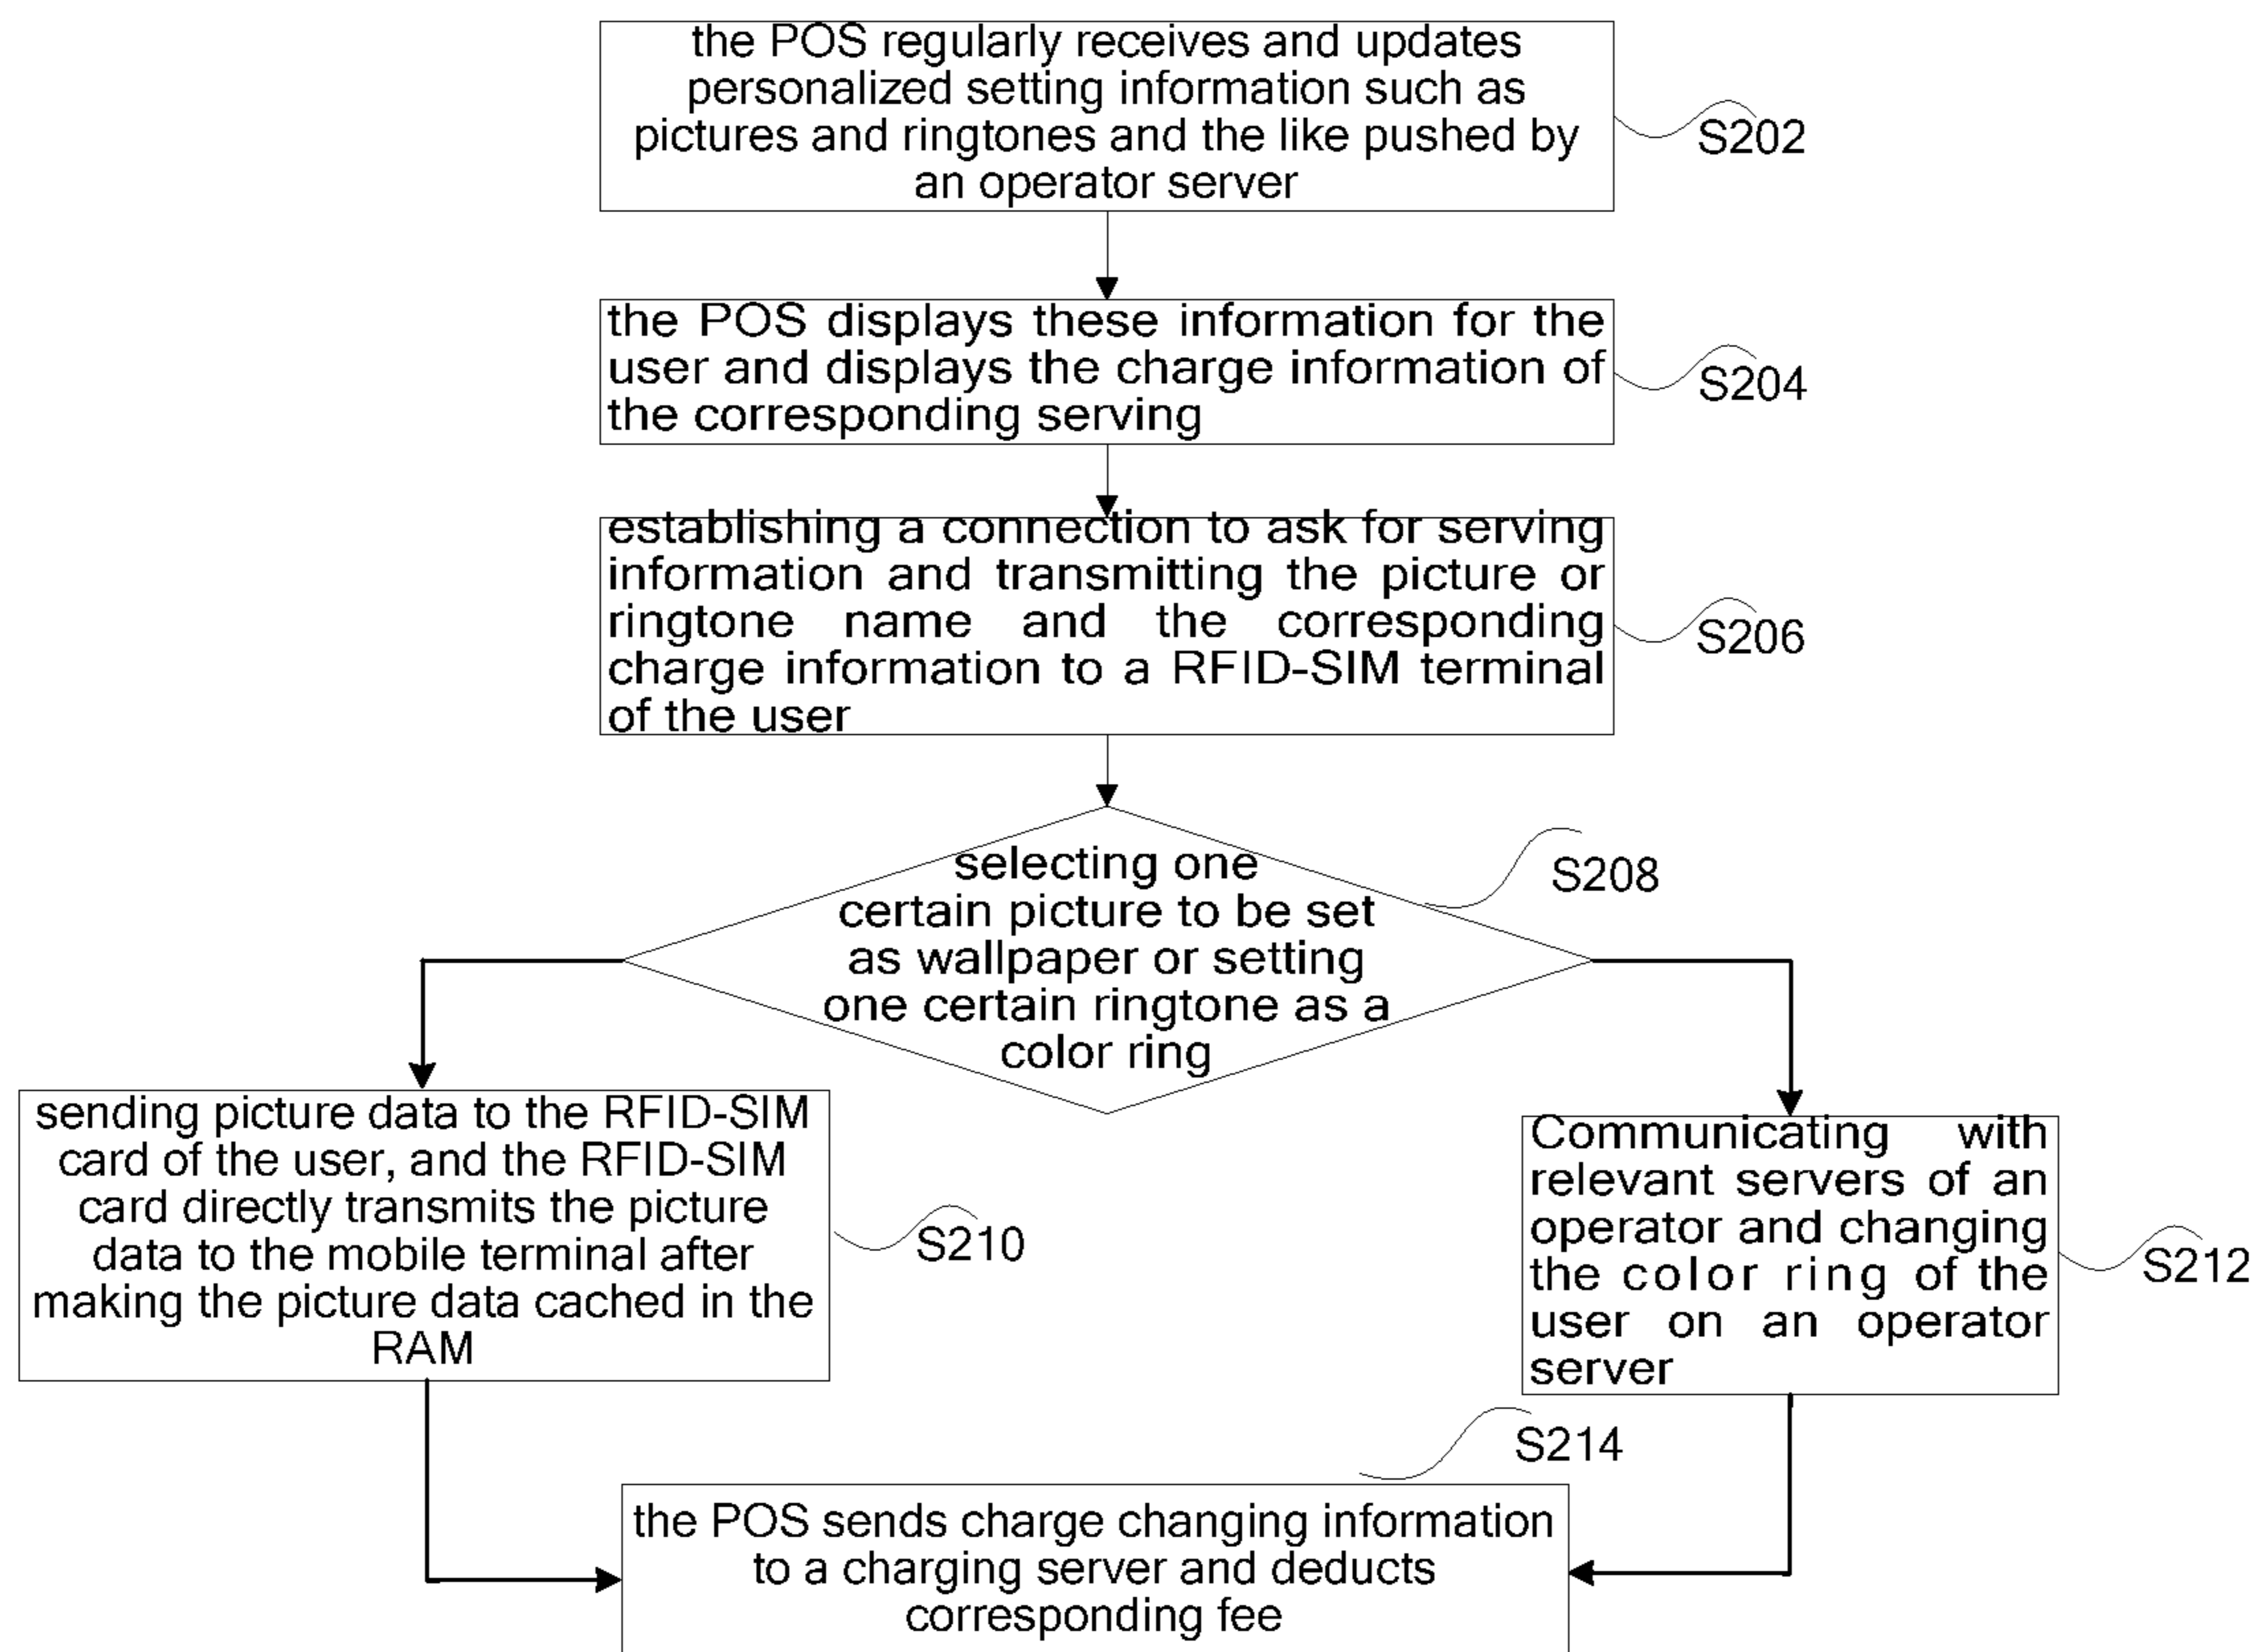 the POS regularly receives and updates
personalized setting information such as
pictures and ringtones and the like pushed by
an operator server
S202
the POS displays these information for the
user and displays the charge information of
the corresponding serving
S204
establishing a connection to ask for serving
information and transmitting the picture or
ringtone name and the corresponding
charge information to a RFID-SIM terminal
of the user
S206
selecting one
certain picture to be set
as wallpaper or setting
one certain ringtone as a
color ring
S208
sending picture data to the RFID-SIM
card of the user, and the RFID-SIM
card directly transmits the picture
data to the mobile terminal after
making the picture data cached in the
RAM
S210
Communicating with
relevant servers of an
operator and changing
the color ring of the
user on an operator
server
S212
S214
the POS sends charge changing information
to a charging server and deducts
corresponding fee